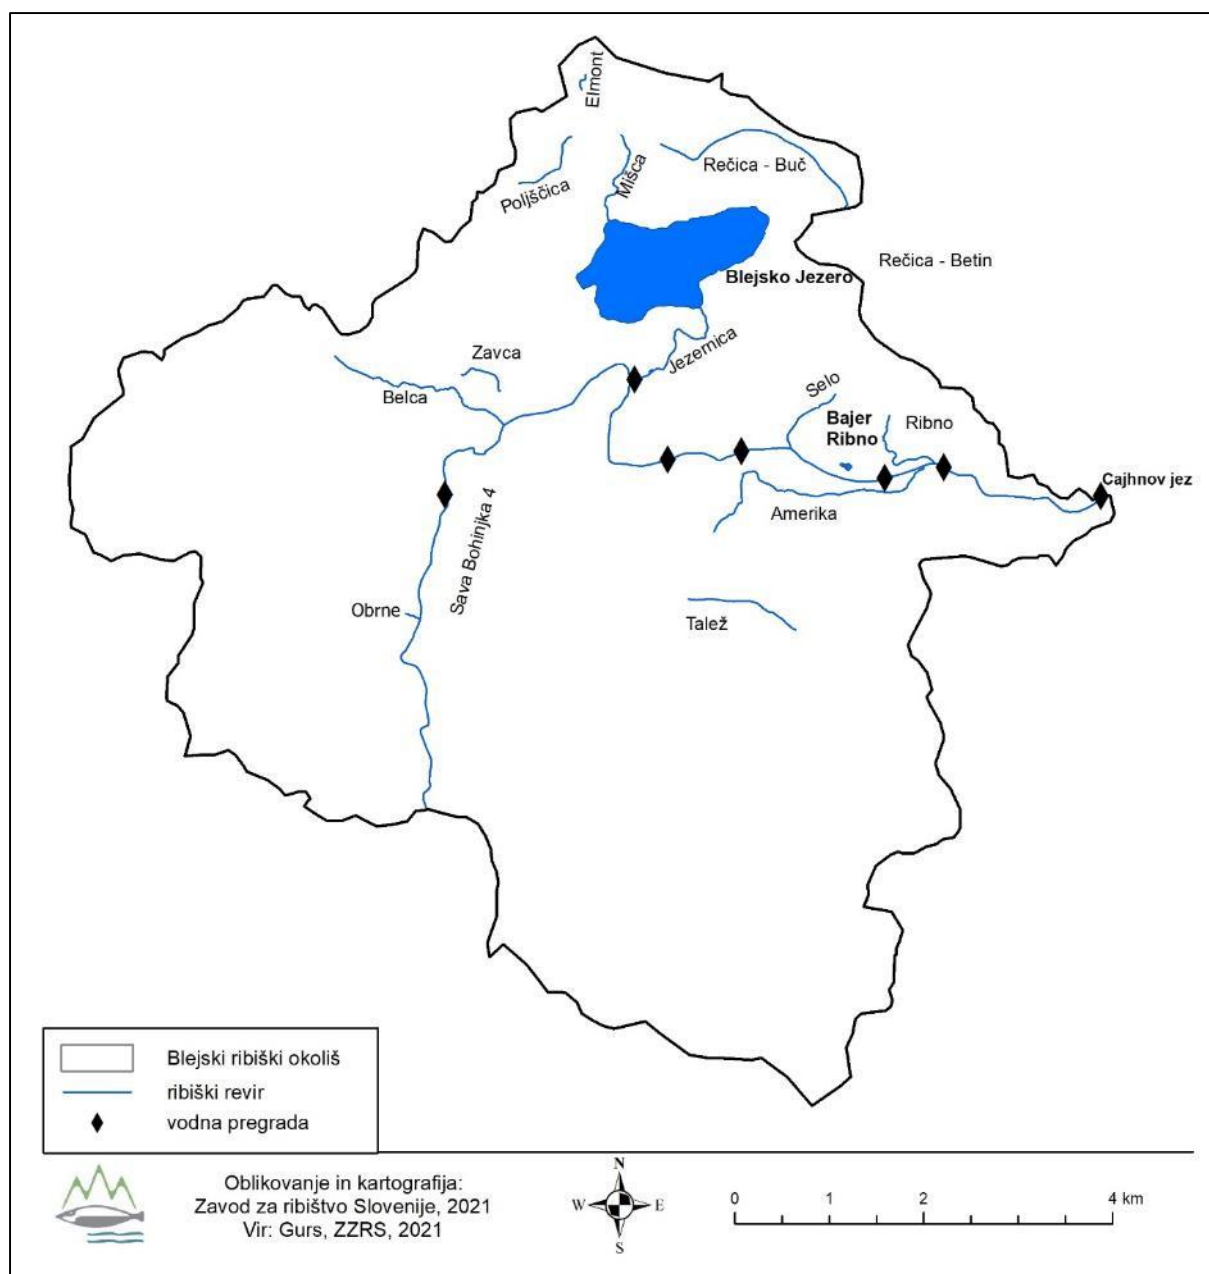 Elmont
Poljščica
Mišca
Rečica - Buč
Rečica - Betin
Blejsko Jezero
Jezernica
Zavca
Belca
Selo
Bajer
Ribno
Ribno
Cajhnov jez
Amerika
Sava Bohinjka 4
Obrne
Talež
Blejski ribiški okoliš
ribiški revir
vodna pregrada
Oblikovanje in kartografija:
Zavod za ribištvo Slovenije, 2021
Vir: Gurs, ZZRS, 2021
N
W E
S
0 1 2 4 km